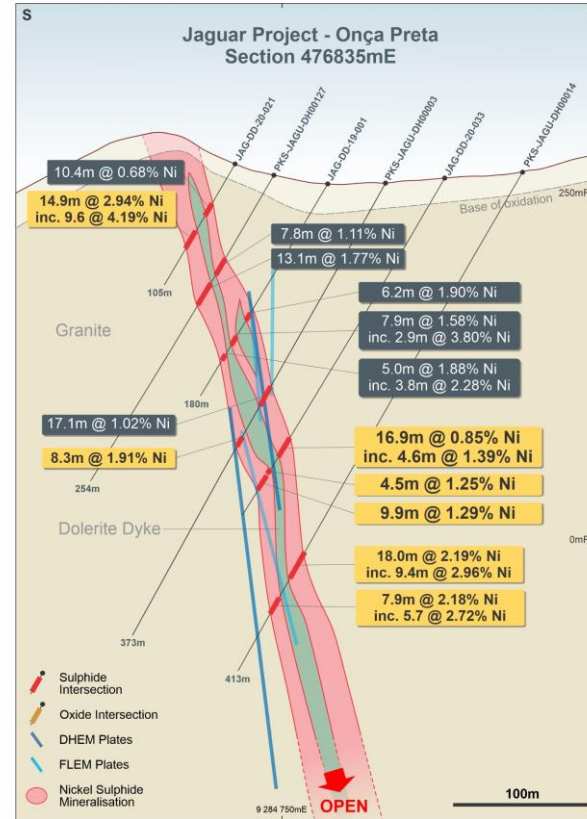 S
Jaguar Project - Onça Preta
Section 476835mE
JAG-DD-20-021
PKS-JAGU-DH00127
JAG-DD-19-001
PKS-JAGU-DH00003
JAG-DD-20-033
PKS-JAGU-DH00014
10.4m @ 0.68% Ni
14.9m @ 2.94% Ni
inc. 9.6 @ 4.19% Ni
250mR
Base of oxidation
7.8m @ 1.11% Ni
13.1m @ 1.77% Ni
105m
6.2m @ 1.90% Ni
7.9m @ 1.58% Ni
inc. 2.9m @ 3.80% Ni
Granite
5.0m @ 1.88% Ni
inc. 3.8m @ 2.28% Ni
180m
17.1m @ 1.02% Ni
16.9m @ 0.85% Ni
inc. 4.6m @ 1.39% Ni
8.3m @ 1.91% Ni
254m
4.5m @ 1.25% Ni
9.9m @ 1.29% Ni
Dolerite Dyke
0mR
18.0m @ 2.19% Ni
inc. 9.4m @ 2.96% Ni
7.9m @ 2.18% Ni
inc. 5.7 @ 2.72% Ni
373m
413m
Sulphide
Intersection
Oxide Intersection
DHEM Plates
FLEM Plates
Nickel Sulphide
Mineralisation
OPEN
9 284 750mE
100m